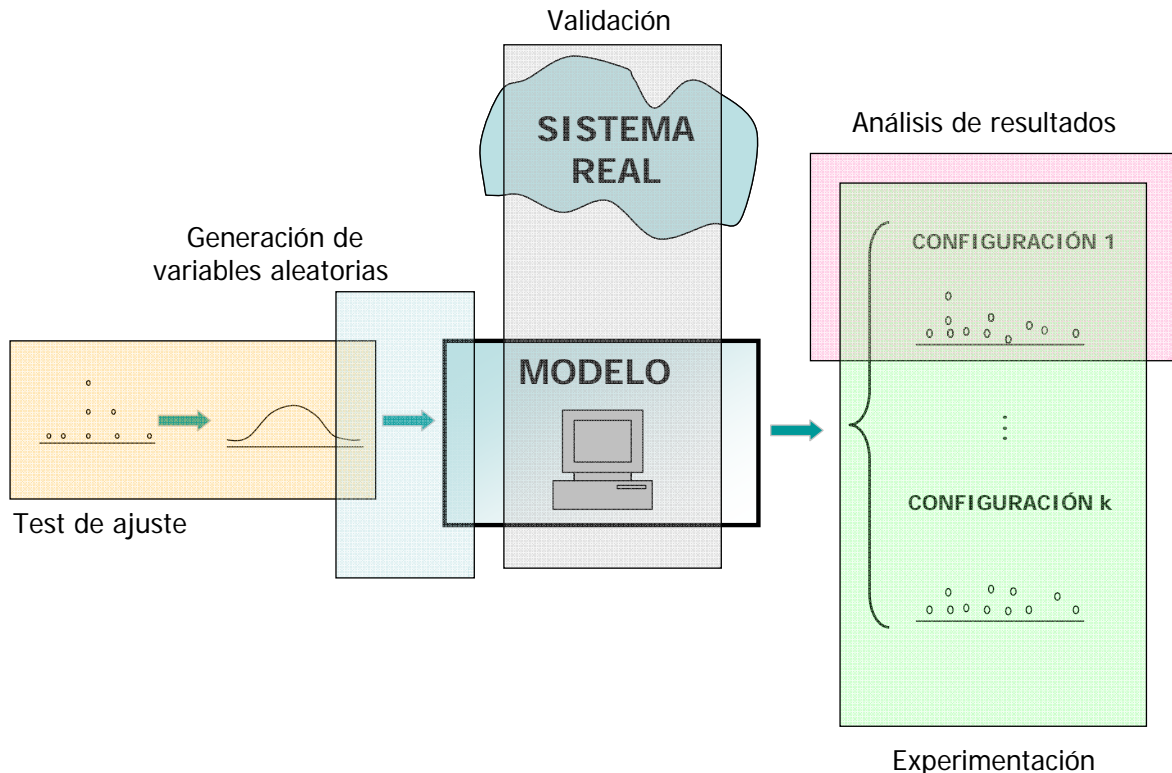 Validación
SISTEMA
REAL
Análisis de resultados
Generación de
variables aleatorias
CONFIGURACIÓN 1
MODELO
CONFIGURACIÓN k
Test de ajuste
Experimentación